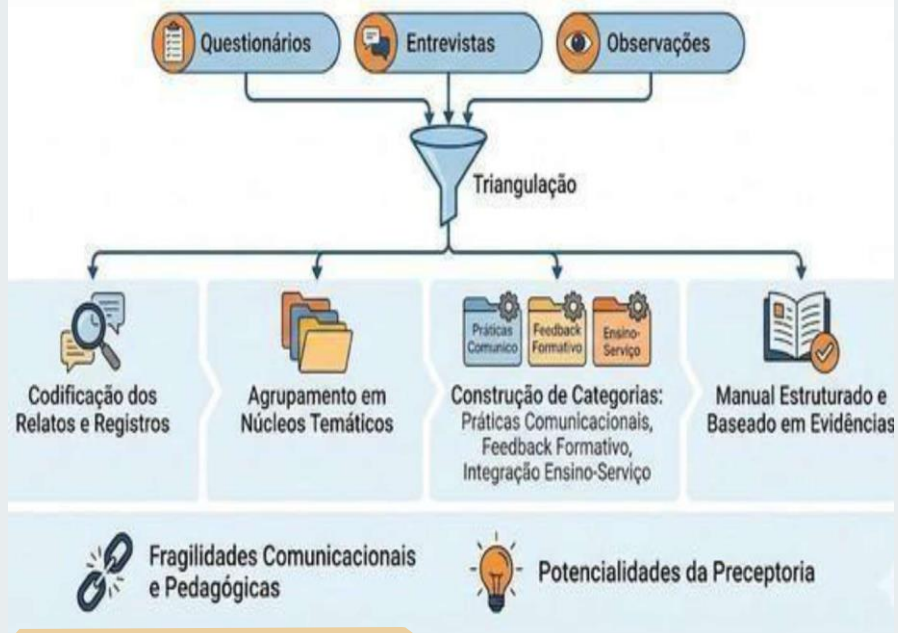 Questionários
Entrevistas
Observações
Triangulação
Codificação dos
Relatos e Registros
Agrupamento em
Núcleos Temáticos
Práticas
Comunico
Feedback
Formativo
Ensino-
Serviço
Construção de Categorias:
Práticas Comunicacionais,
Feedback Formativo,
Integração Ensino-Serviço
Manual Estruturado e
Baseado em Evidências
Fragilidades Comunicacionais
e Pedagógicas
Potencialidades da Preceptoria